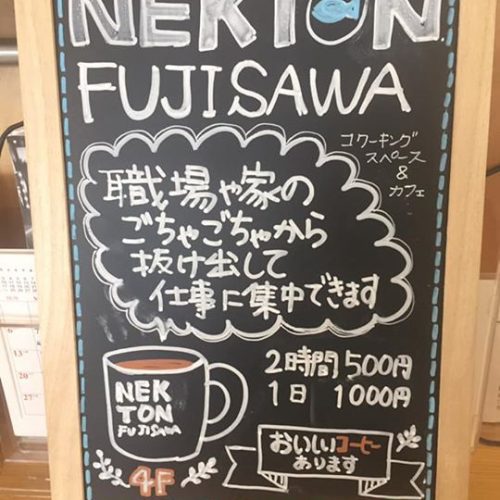 NEKTON
FUJISAWA
コワーキング
スペース
&
カフェ
職場や家の
ごちゃごちゃから
抜け出して
仕事に集中できます
2時間 500円
1日 1000円
NEK
TON
FUJISAWA
おいしいコーヒー
あります
4F